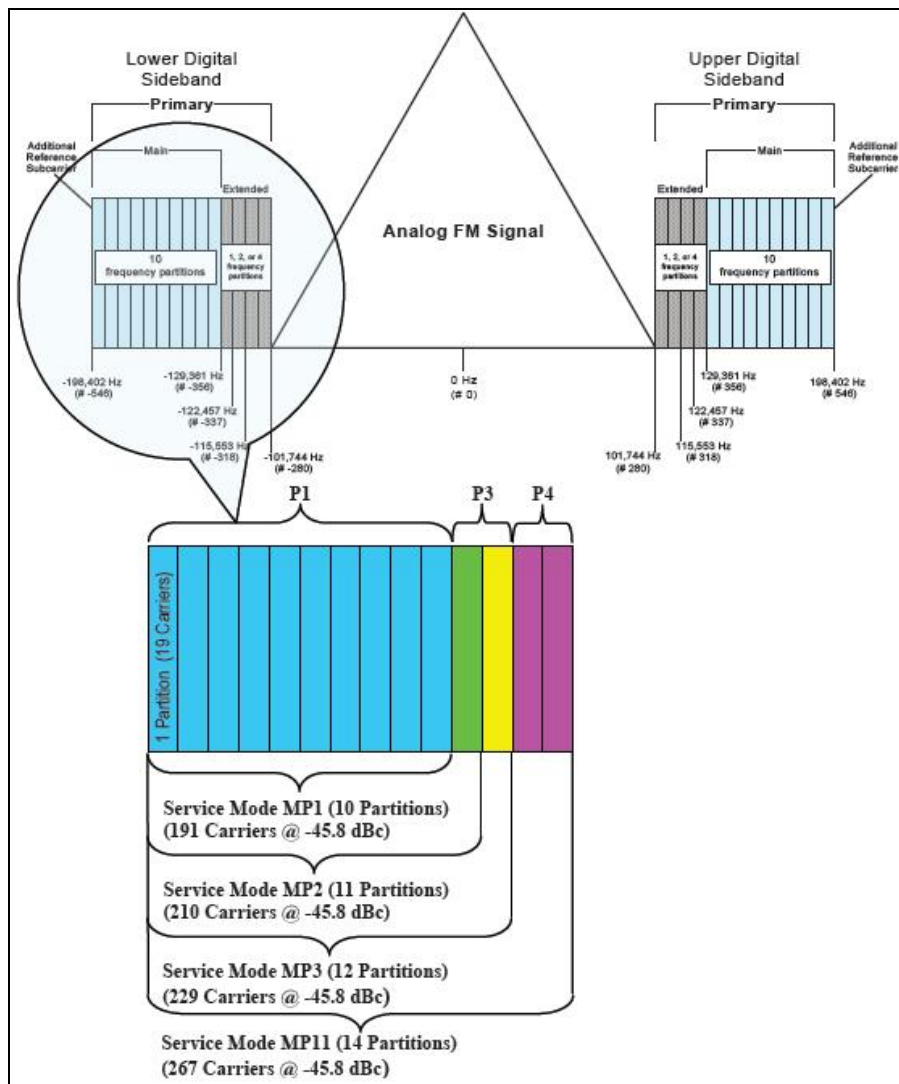 Lower Digital
Sideband
Primary
Upper Digital
Sideband
Primary
Additional
Reference
Subcarrier
Main
Extended
10
frequency partitions
1, 2, or 4
frequency
partitions
Analog FM Signal
Extended
Main
Additional
Reference
Subcarrier
1, 2, or 4
frequency
partitions
10
frequency partitions
-198,402 Hz
(# -546)
-129,361 Hz
(# -356)
-122,457 Hz
(# -337)
-115,553 Hz
(# -318)
-101,744 Hz
(# -280)
0 Hz
(# 0)
101,744 Hz
(# 280)
115,553 Hz
(# 318)
122,457 Hz
(# 337)
129,361 Hz
(# 356)
198,402 Hz
(# 546)
P1
P3
P4
1 Partition (19 Carriers)
Service Mode MP1 (10 Partitions)
(191 Carriers @ -45.8 dBc)
Service Mode MP2 (11 Partitions)
(210 Carriers @ -45.8 dBc)
Service Mode MP3 (12 Partitions)
(229 Carriers @ -45.8 dBc)
Service Mode MP11 (14 Partitions)
(267 Carriers @ -45.8 dBc)